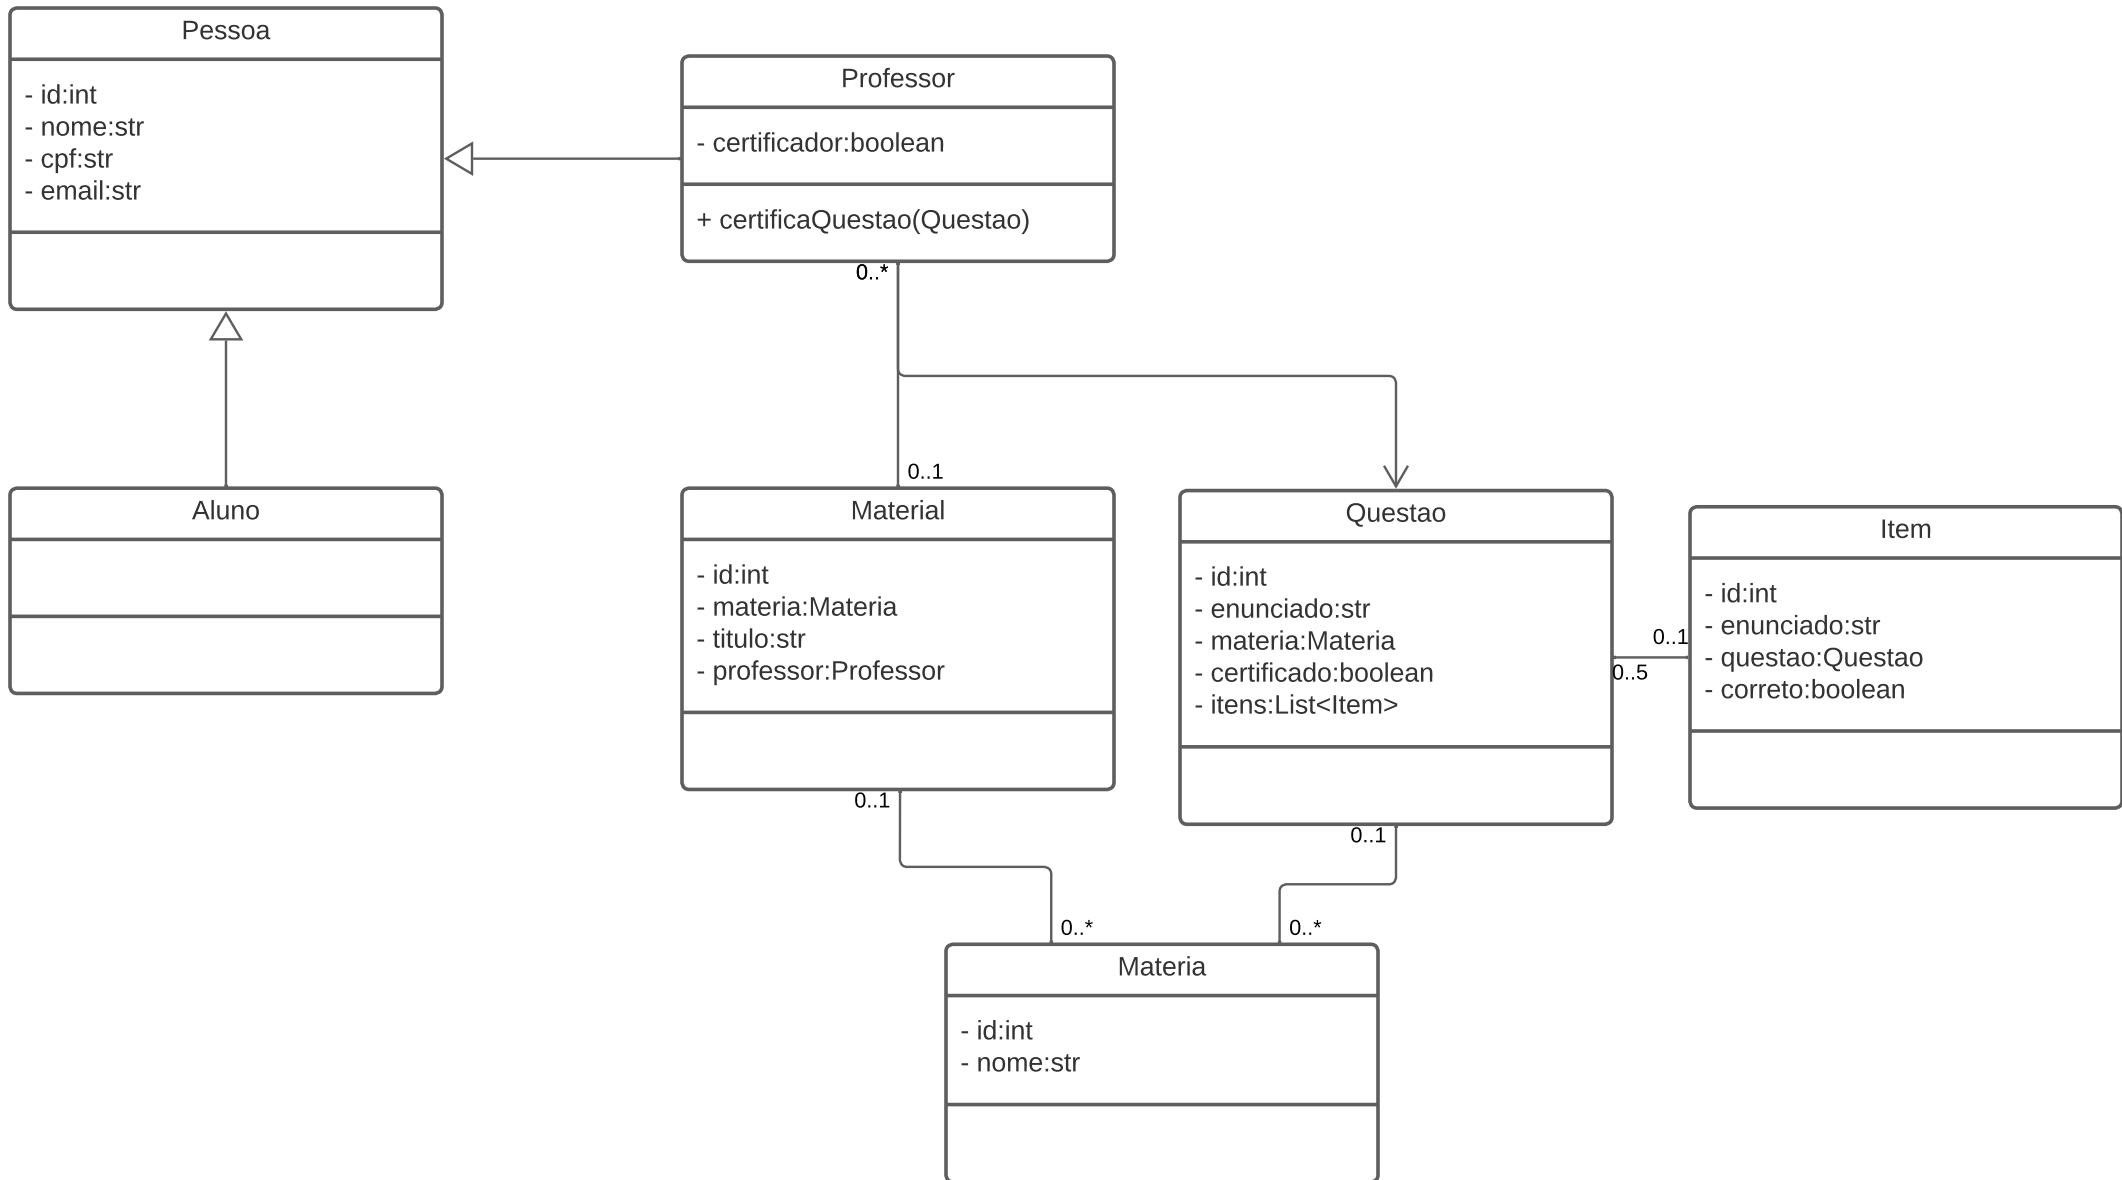 Pessoa
- id:int
- nome:str
- cpf:str
- email:str
Professor
- certificador:boolean
+ certificaQuestao(Questao)
0..*
0..1
Aluno
Material
- id:int
- materia:Materia
- titulo:str
- professor:Professor
Questao
- id:int
- enunciado:str
- materia:Materia
- certificado:boolean
- itens:List<Item>
0..1
0..5
Item
- id:int
- enunciado:str
- questao:Questao
- correto:boolean
0..1
0..1
0..*
0..*
Materia
- id:int
- nome:str